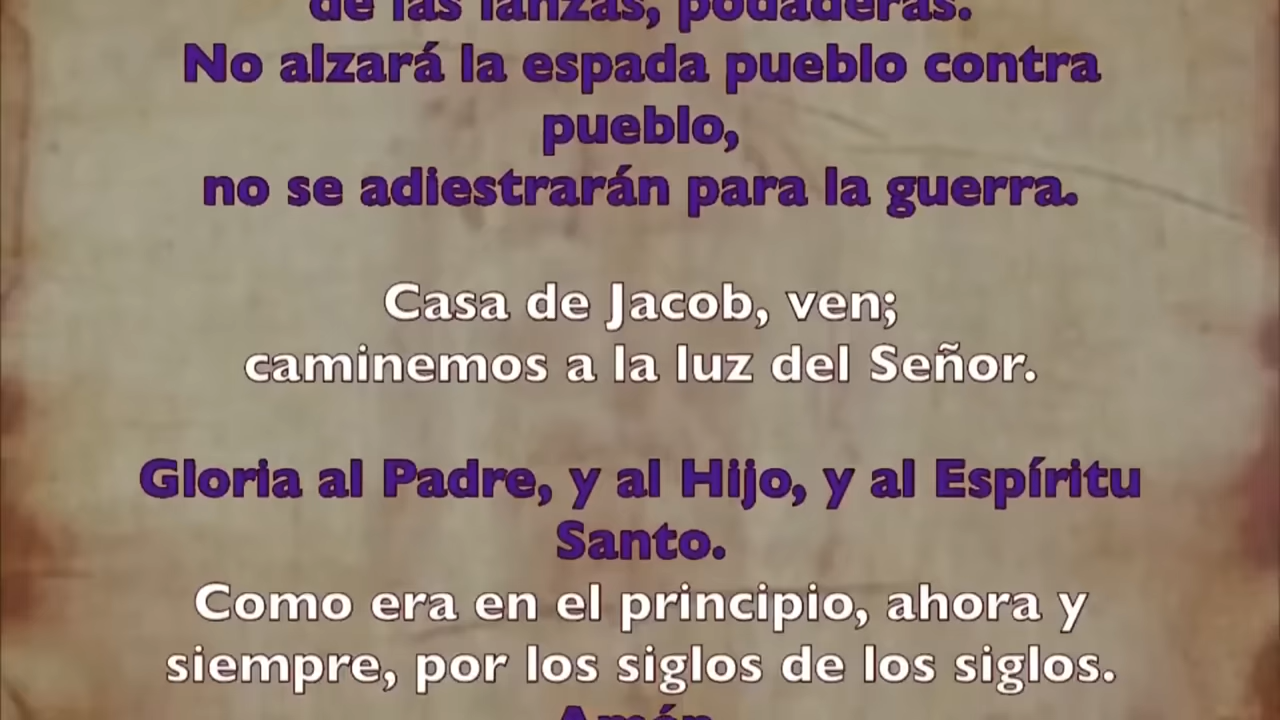 de las lanzas, podaderas.
No alzará la espada pueblo contra
pueblo,
no se adiestrarán para la guerra.
Casa de Jacob, ven;
caminemos a la luz del Señor.
Gloria al Padre, y al Hijo, y al Espíritu
Santo.
Como era en el principio, ahora y
siempre, por los siglos de los siglos.
Amén.